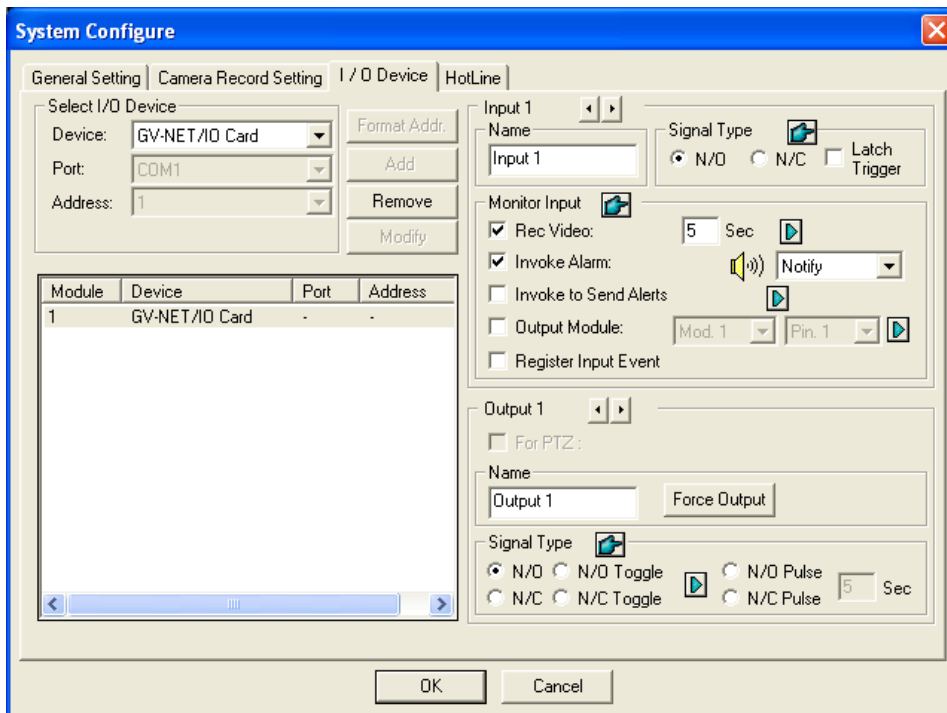 System Configure
General Setting
Camera Record Setting
I / O Device
HotLine
Select I/O Device
Device:
GV-NET/IO Card
Port:
COM1
Address:
1
Format Addr.
Add
Remove
Modify
Module Device Port Address
1 GV-NET/IO Card - -
Input 1
Name
Input 1
Signal Type
N/O N/C Latch Trigger
Monitor Input
Rec Video: 5 Sec
Invoke Alarm: Notify
Invoke to Send Alerts
Output Module: Mod. 1 Pin. 1
Register Input Event
Output 1
For PTZ :
Name
Output 1
Force Output
Signal Type
N/O N/O Toggle N/O Pulse
N/C N/C Toggle N/C Pulse
5 Sec
OK Cancel